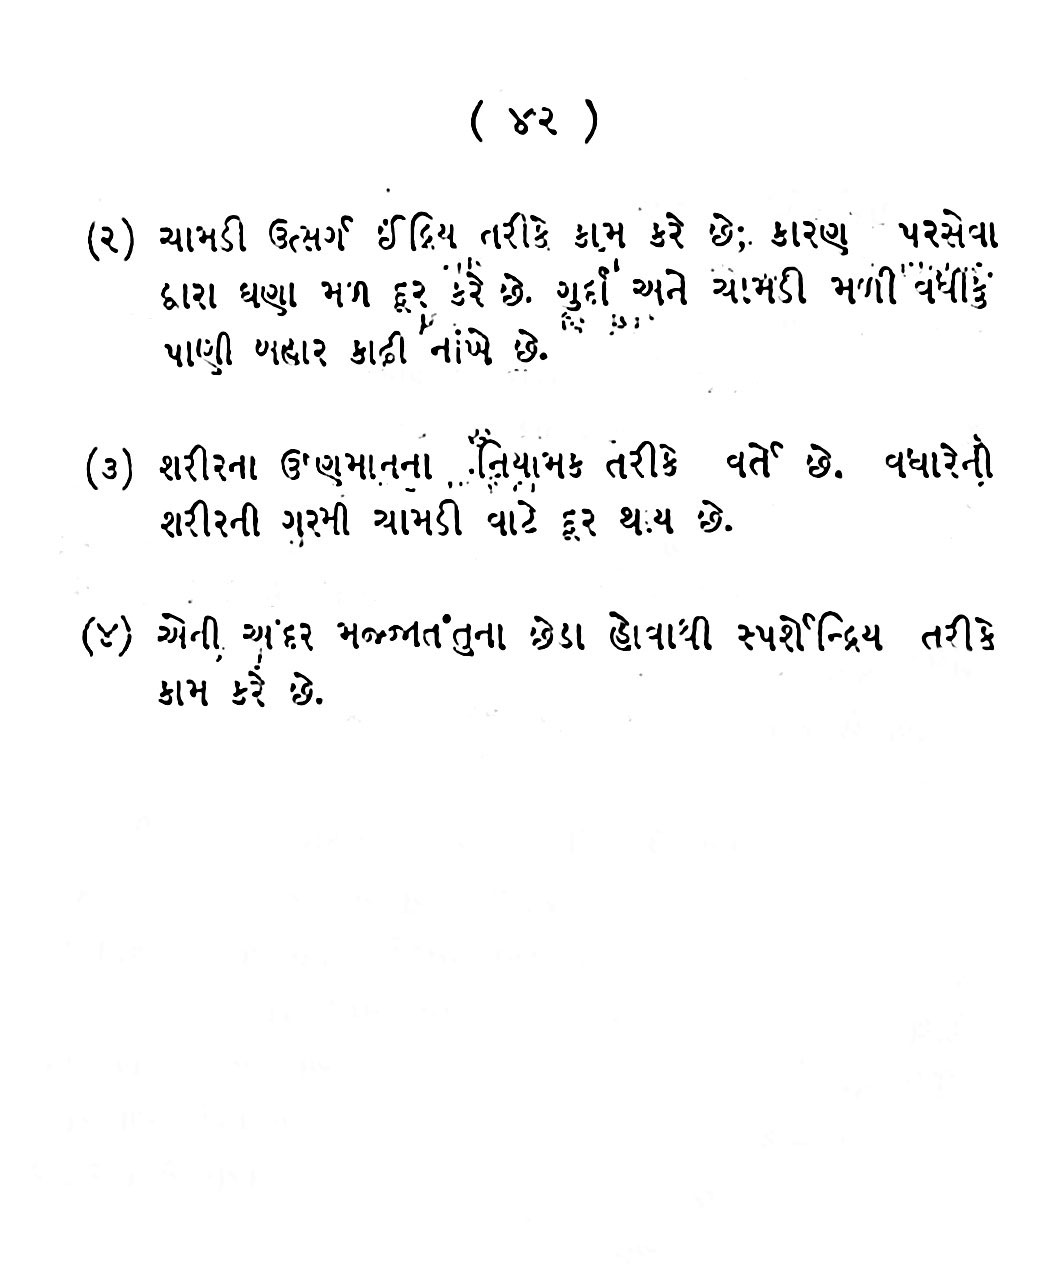 ( ૪૨ )
(૨) ચામડી ઉત્સર્ગ ઈંદ્રિય તરીકે કામ કરે છે; કારણ પરસેવા
દ્વારા ઘણા મળ દૂર કરે છે. ગુર્દા અને ચામડી મળી વધીકું
પાણી બહાર કાઢી નાંખે છે.
(૩) શરીરના ઉષ્ણમાનના નિયામક તરીકે વર્તે છે. વધારેની
શરીરની ગરમી ચામડી વાટે દૂર થાય છે.
(૪) એની અંદર મજ્જાતંતુના છેડા હોવાથી સ્પર્શેન્દ્રિય તરીકે
કામ કરે છે.